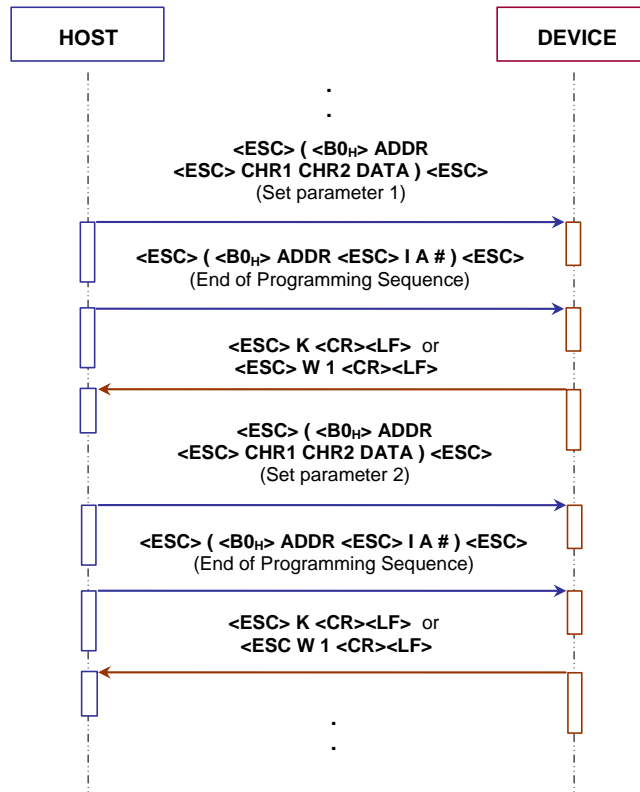 HOST
DEVICE
.
.
<ESC> ( <B0H> ADDR
<ESC> CHR1 CHR2 DATA ) <ESC>
(Set parameter 1)
<ESC> ( <B0H> ADDR <ESC> I A # ) <ESC>
(End of Programming Sequence)
<ESC> K <CR><LF> or
<ESC> W 1 <CR><LF>
<ESC> ( <B0H> ADDR
<ESC> CHR1 CHR2 DATA ) <ESC>
(Set parameter 2)
<ESC> ( <B0H> ADDR <ESC> I A # ) <ESC>
(End of Programming Sequence)
<ESC> K <CR><LF> or
<ESC W 1 <CR><LF>
.
.